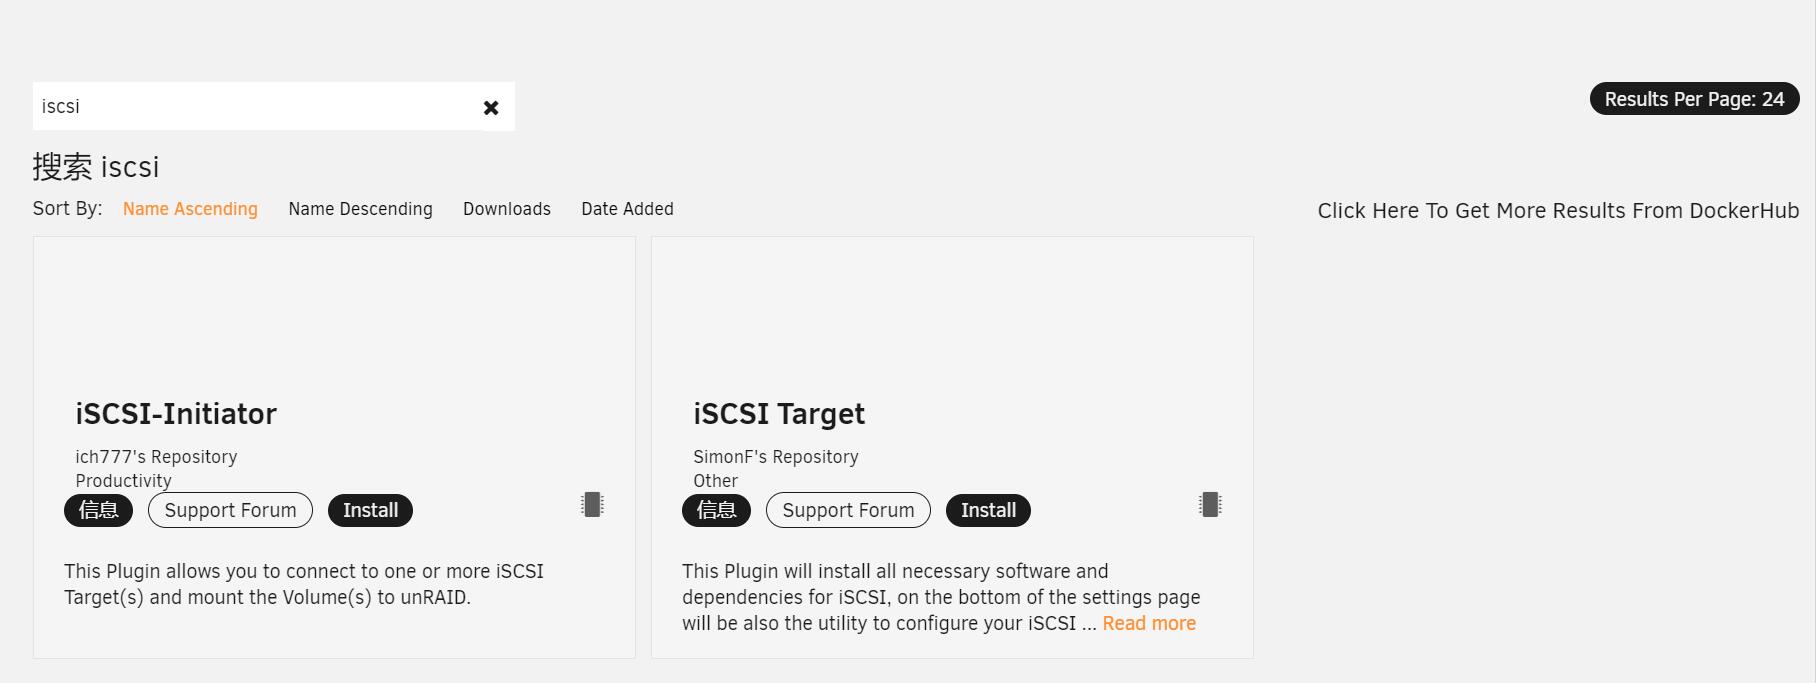 iscsi
Results Per Page: 24
搜索 iscsi
Sort By: Name Ascending Name Descending Downloads Date Added
Click Here To Get More Results From DockerHub
iSCSI-Initiator
ich777's Repository
Productivity
信息 Support Forum Install
This Plugin allows you to connect to one or more iSCSI
Target(s) and mount the Volume(s) to unRAID.
iSCSI Target
SimonF's Repository
Other
信息 Support Forum Install
This Plugin will install all necessary software and
dependencies for iSCSI, on the bottom of the settings page
will be also the utility to configure your iSCSI ... Read more